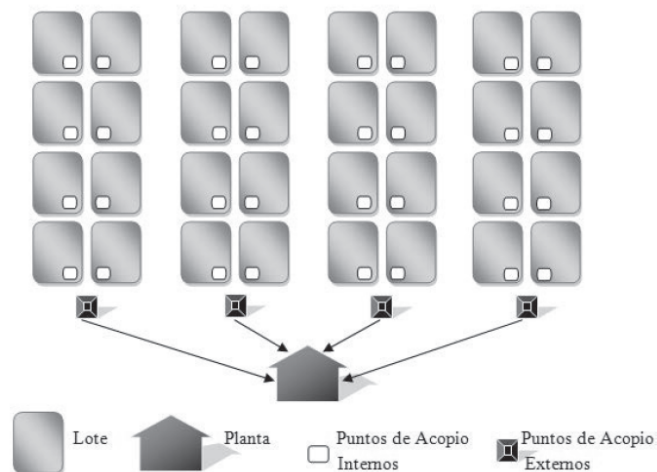 Lote
Planta
Puntos de Acopio
Internos
Puntos de Acopio
Externos